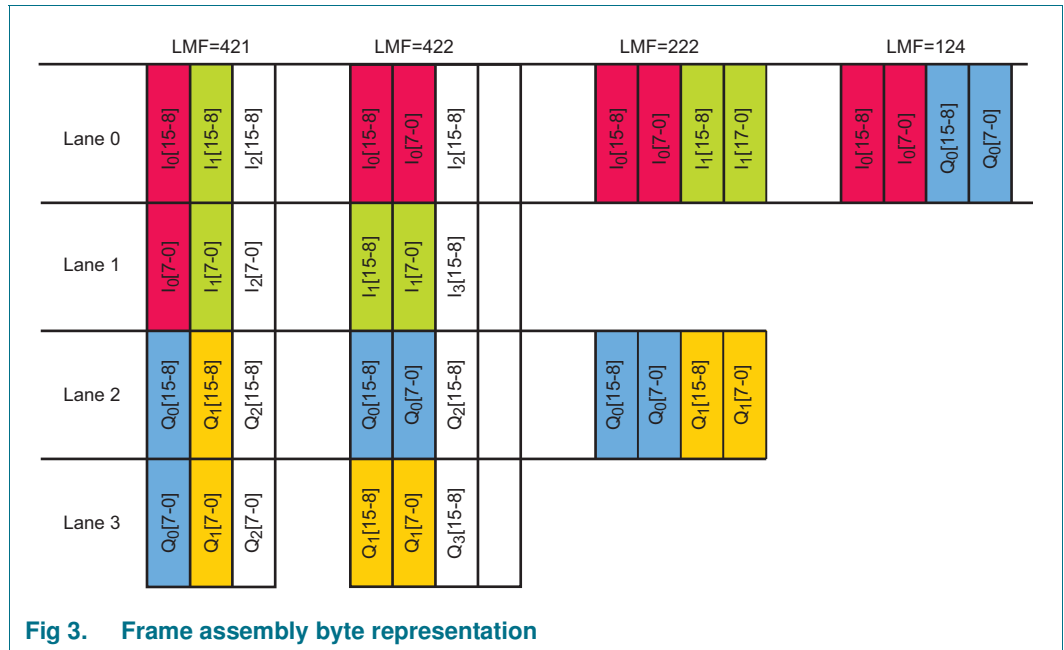 LMF=421 LMF=422 LMF=222 LMF=124
Lane 0 I0[15-8] I1[15-8] I2[15-8] I0[15-8] I0[7-0] I2[15-8] I0[15-8] I0[7-0] I1[15-8] I1[17-0] I0[15-8] I0[7-0] Q0[15-8] Q0[7-0]
Lane 1 I0[7-0] I1[7-0] I2[7-0] I1[15-8] I1[7-0] I3[15-8]
Lane 2 Q0[15-8] Q1[15-8] Q2[15-8] Q0[15-8] Q0[7-0] Q2[15-8] Q0[15-8] Q0[7-0] Q1[15-8] Q1[7-0]
Lane 3 Q0[7-0] Q1[7-0] Q2[7-0] Q1[15-8] Q1[7-0] Q3[15-8]
Fig 3. Frame assembly byte representation